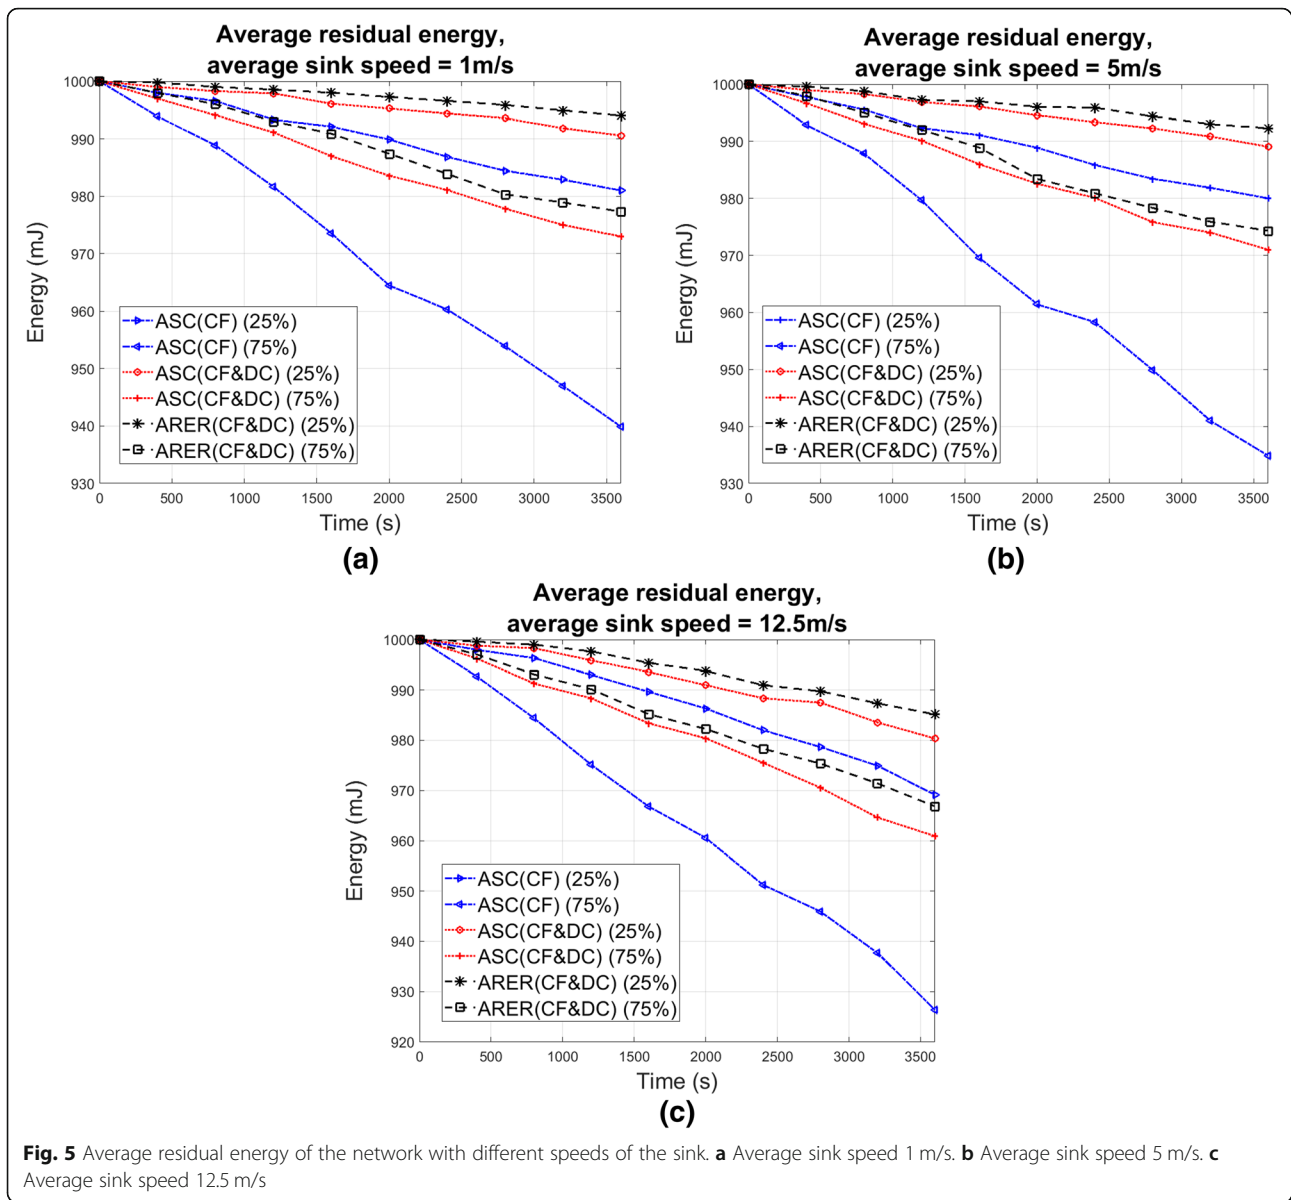 Average residual energy,
average sink speed = 1m/s
1000
990
980
970
960
950
940
930
Energy (mJ)
ASC(CF) (25%)
ASC(CF) (75%)
ASC(CF&DC) (25%)
ASC(CF&DC) (75%)
ARER(CF&DC) (25%)
ARER(CF&DC) (75%)
0 500 1000 1500 2000 2500 3000 3500
Time (s)
(a)
Average residual energy,
average sink speed = 5m/s
1000
990
980
970
960
950
940
930
Energy (mJ)
ASC(CF) (25%)
ASC(CF) (75%)
ASC(CF&DC) (25%)
ASC(CF&DC) (75%)
ARER(CF&DC) (25%)
ARER(CF&DC) (75%)
0 500 1000 1500 2000 2500 3000 3500
Time (s)
(b)
Average residual energy,
average sink speed = 12.5m/s
1000
990
980
970
960
950
940
930
920
Energy (mJ)
ASC(CF) (25%)
ASC(CF) (75%)
ASC(CF&DC) (25%)
ASC(CF&DC) (75%)
ARER(CF&DC) (25%)
ARER(CF&DC) (75%)
0 500 1000 1500 2000 2500 3000 3500
Time (s)
(c)
Fig. 5 Average residual energy of the network with different speeds of the sink. a Average sink speed 1 m/s. b Average sink speed 5 m/s. c
Average sink speed 12.5 m/s